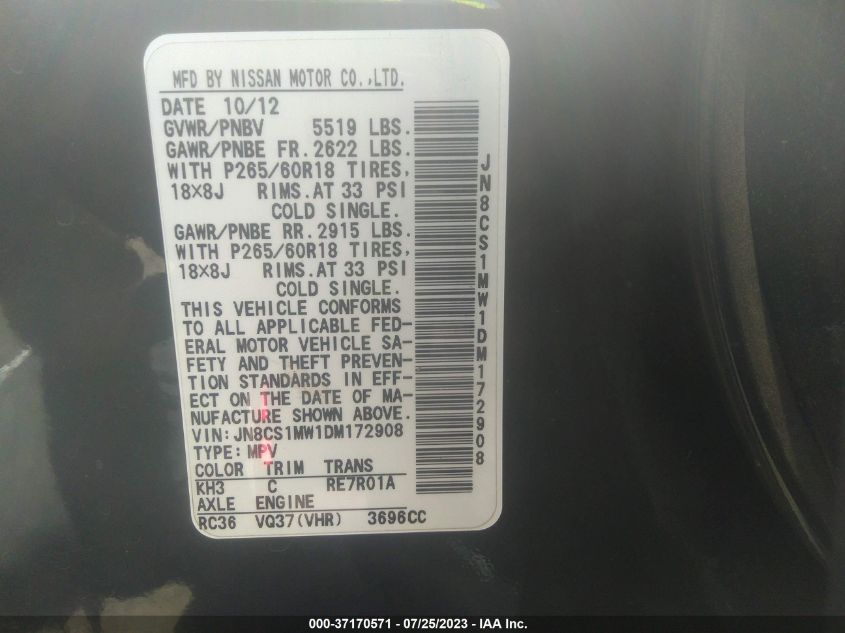 MFD BY NISSAN MOTOR CO.,LTD.
DATE 10/12
GVWR/PNBV 5519 LBS.
GAWR/PNBE FR. 2622 LBS.
WITH P265/60R18 TIRES,
18X8J RIMS.AT 33 PSI
COLD SINGLE.
GAWR/PNBE RR. 2915 LBS.
WITH P265/60R18 TIRES,
18X8J RIMS.AT 33 PSI
COLD SINGLE.
THIS VEHICLE CONFORMS
TO ALL APPLICABLE FED-
ERAL MOTOR VEHICLE SA-
FETY AND THEFT PREVEN-
TION STANDARDS IN EFF-
ECT ON THE DATE OF MA-
NUFACTURE SHOWN ABOVE.
VIN: JN8CS1MW1DM172908
TYPE: MPV
COLOR TRIM TRANS
KH3 C RE7R01A
AXLE ENGINE
RC36 VQ37(VHR) 3696CC
JN8CS1MW1DM172908
000-37170571 - 07/25/2023 - IAA Inc.